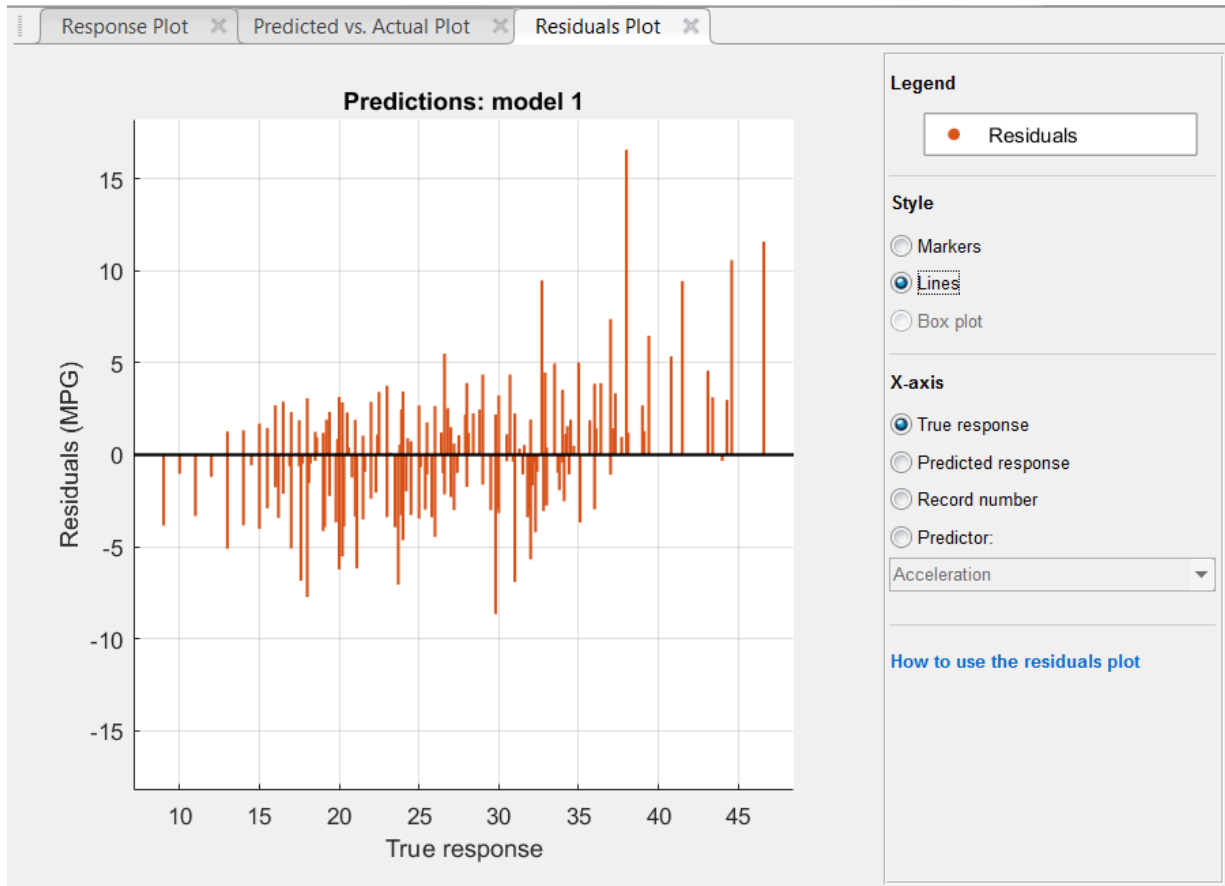 Response Plot
Predicted vs. Actual Plot
Residuals Plot
Predictions: model 1
15
10
5
0
-5
-10
-15
Residuals (MPG)
10 15 20 25 30 35 40 45
True response
Legend
Residuals
Style
Markers
Lines
Box plot
X-axis
True response
Predicted response
Record number
Predictor:
Acceleration
How to use the residuals plot